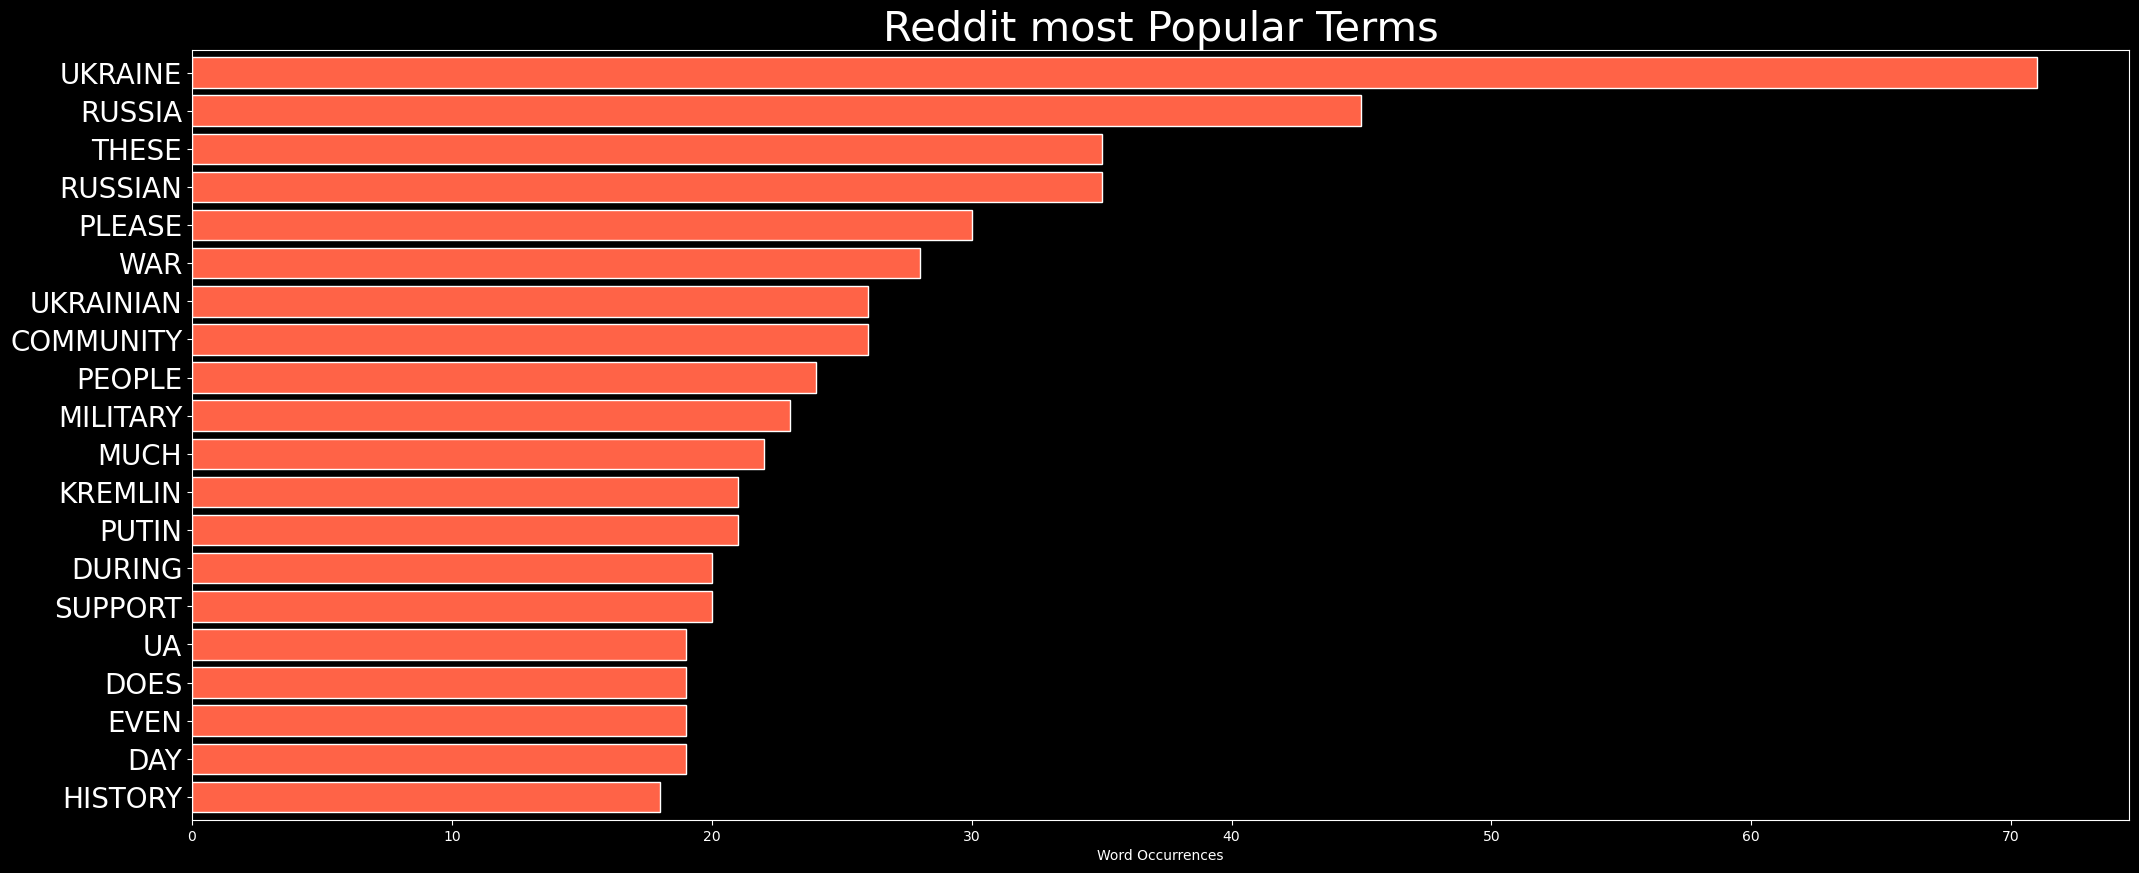 Reddit most Popular Terms
UKRAINE
RUSSIA
THESE
RUSSIAN
PLEASE
WAR
UKRAINIAN
COMMUNITY
PEOPLE
MILITARY
MUCH
KREMLIN
PUTIN
DURING
SUPPORT
UA
DOES
EVEN
DAY
HISTORY
0 10 20 30 40 50 60 70
Word Occurrences